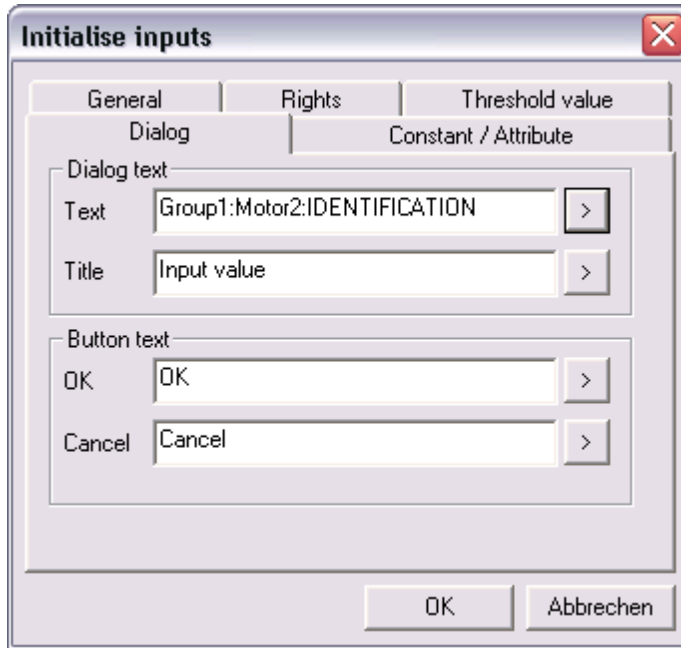 Initialise inputs
General Rights Threshold value
Dialog Constant / Attribute
Dialog text
Text Group1:Motor2:IDENTIFICATION >
Title Input value >
Button text
OK OK >
Cancel Cancel >
OK Abbrechen